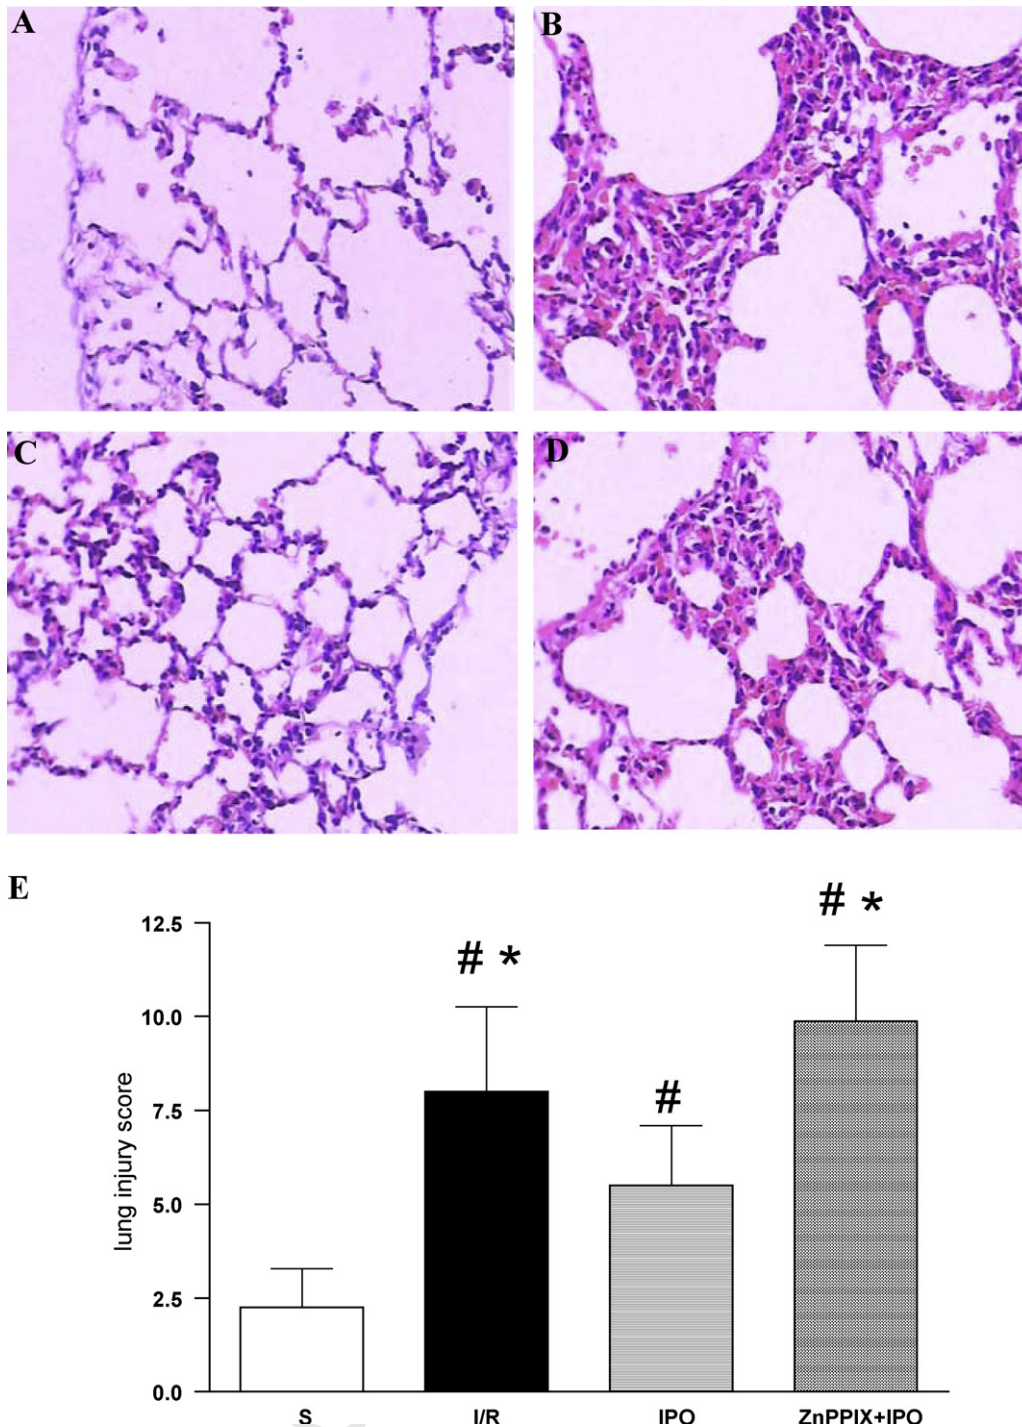 A
B
C
D
E
# *
# *
#
12.5
10.0
7.5
5.0
2.5
0.0
lung injury score
S
I/R
IPO
ZnPPIX+IPO